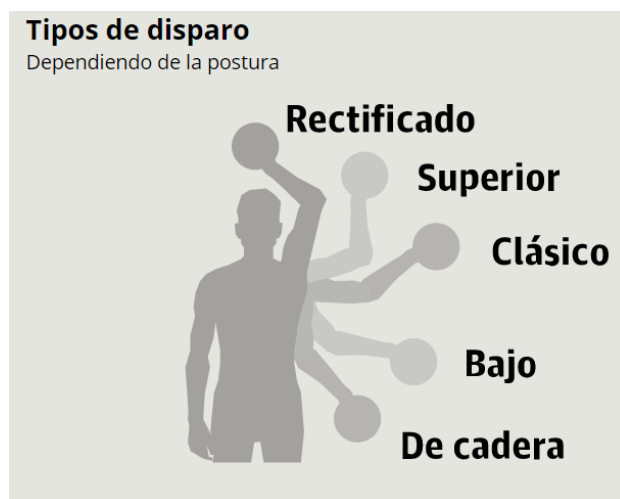 Tipos de disparo
Dependiendo de la postura
Rectificado
Superior
Clásico
Bajo
De cadera